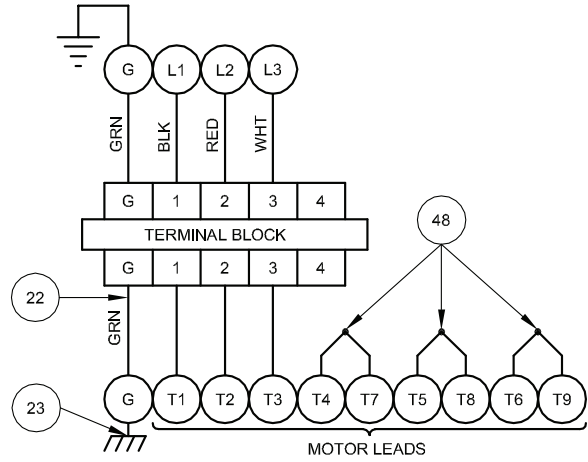 G L1 L2 L3
GRN BLK RED WHT
G 1 2 3 4
TERMINAL BLOCK
G 1 2 3 4
48
22
GRN
23
G T1 T2 T3 T4 T7 T5 T8 T6 T9
MOTOR LEADS